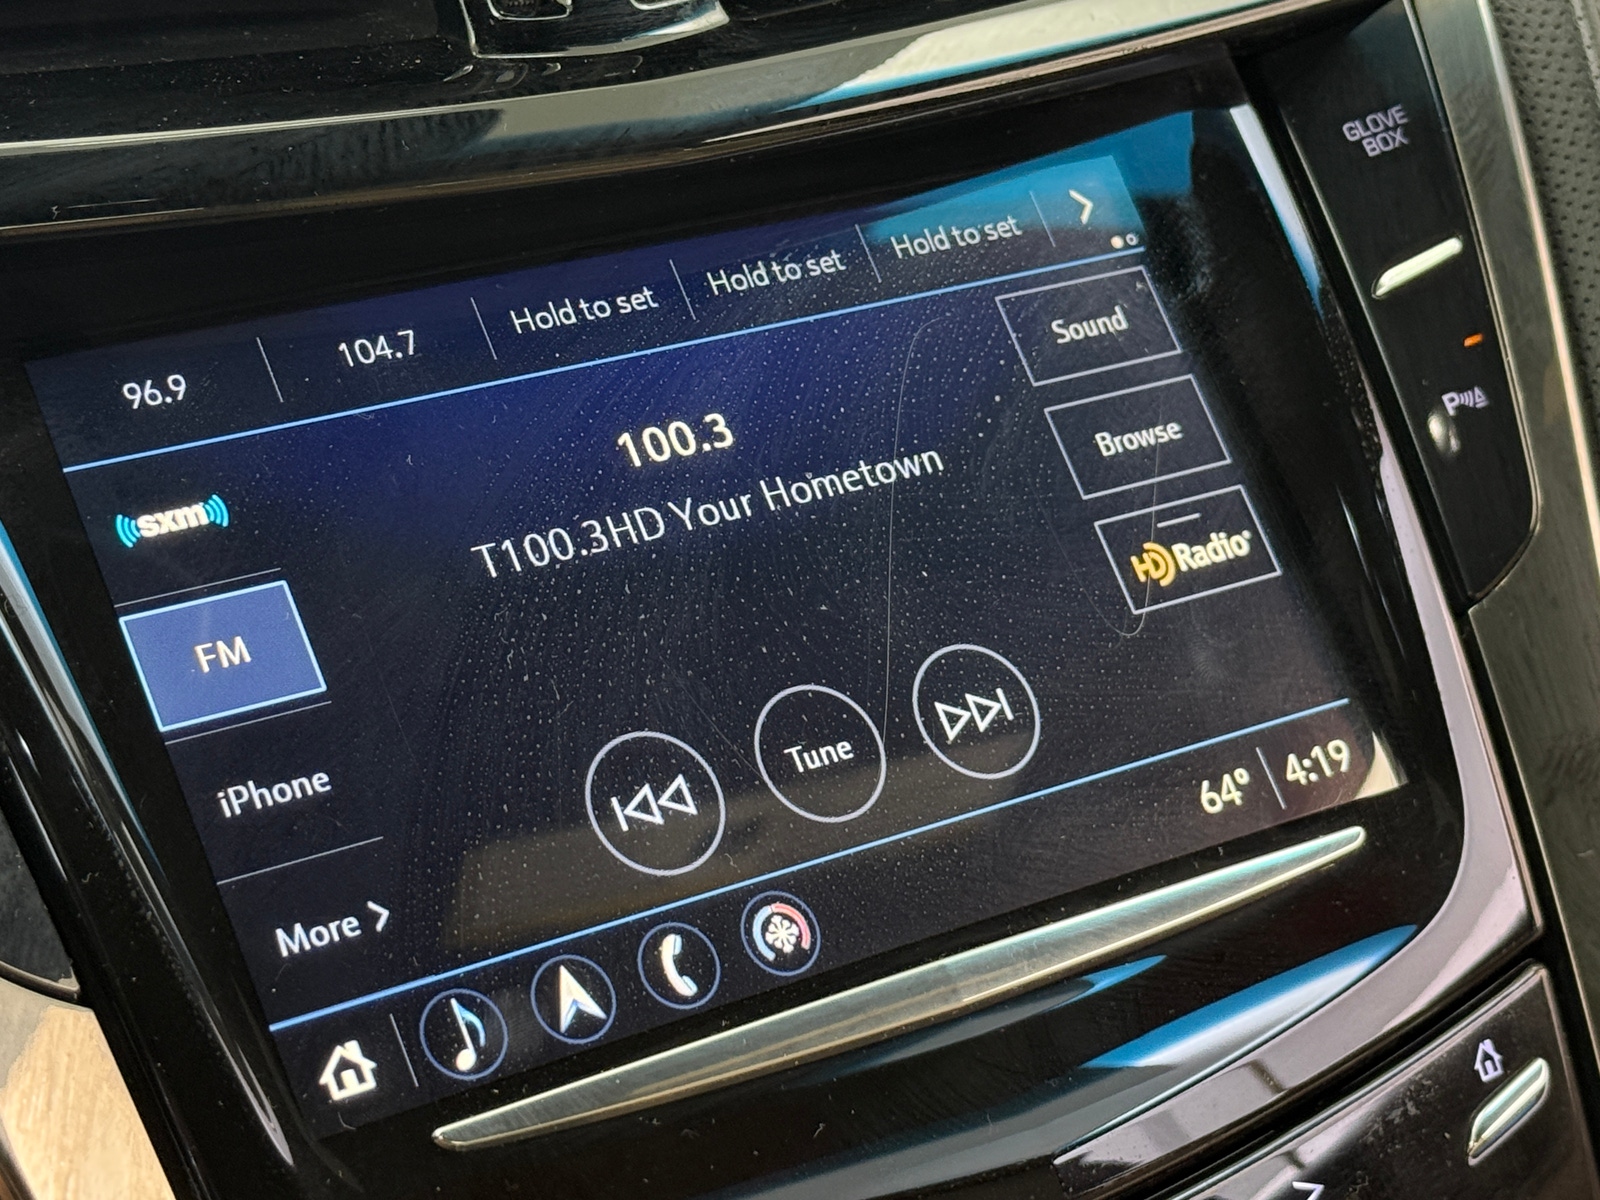 GLOVE
BOX
96.9
104.7
Hold to set
Hold to set
Hold to set
100.3
T100.3HD Your Hometown
Sound
Browse
HD Radio®
sxm
FM
iPhone
More
Tune
64°
4:19
P